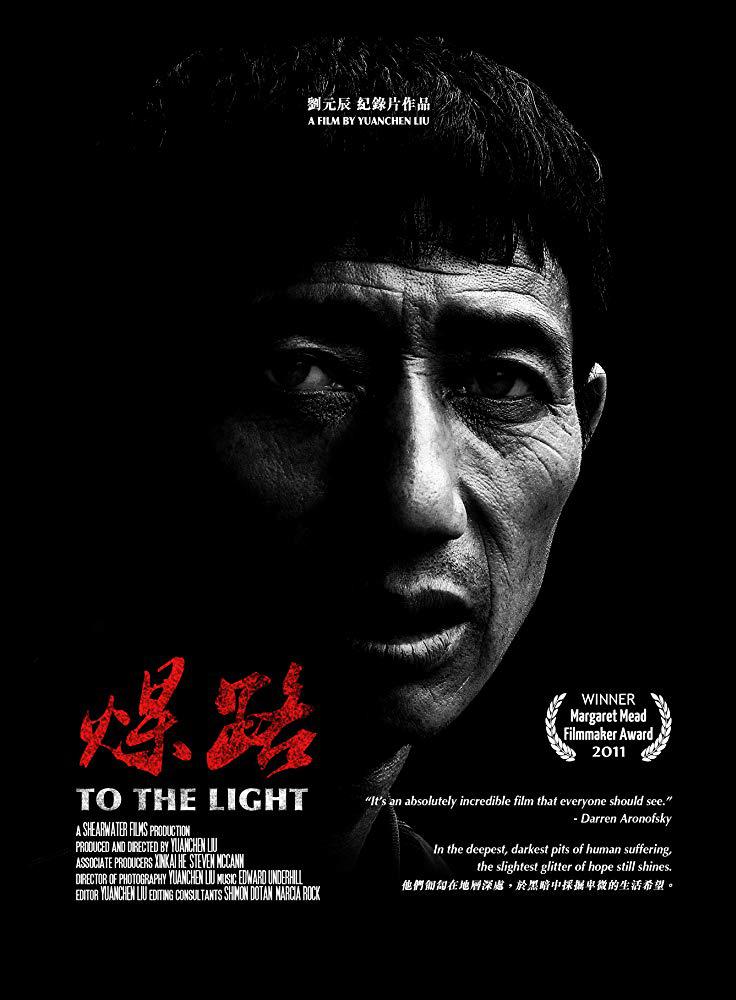 劉元辰 紀錄片作品
A FILM BY YUANCHEN LIU
煤路
TO THE LIGHT
A SHEARWATER FILMS PRODUCTION
PRODUCED AND DIRECTED BY YUANCHEN LIU
ASSOCIATE PRODUCERS XINKAI HE STEVEN MCCANN
DIRECTOR OF PHOTOGRAPHY YUANCHEN LIU MUSIC EDWARD UNDERHILL
EDITOR YUANCHEN LIU EDITING CONSULTANTS SHIMON DOTAN MARCIA ROCK
WINNER
Margaret Mead
Filmmaker Award
2011
“It’s an absolutely incredible film that everyone should see.”
- Darren Aronofsky
In the deepest, darkest pits of human suffering,
the slightest glitter of hope still shines.
他們匍匐在地層深處，於黑暗中採掘卑微的生活希望。